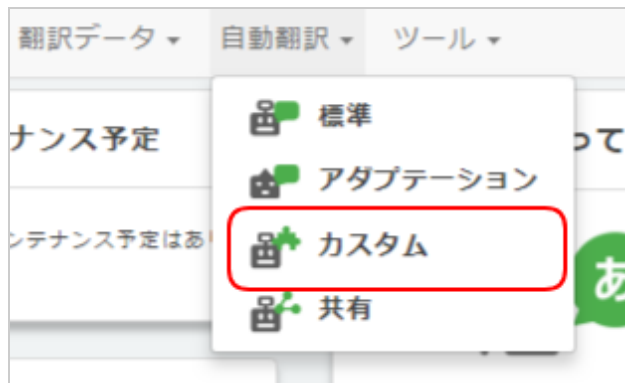 翻訳データ 自動翻訳 ツール
標準
ナンス予定
って
アダプテーション
ンテナンス予定はあ
カスタム
あ
共有